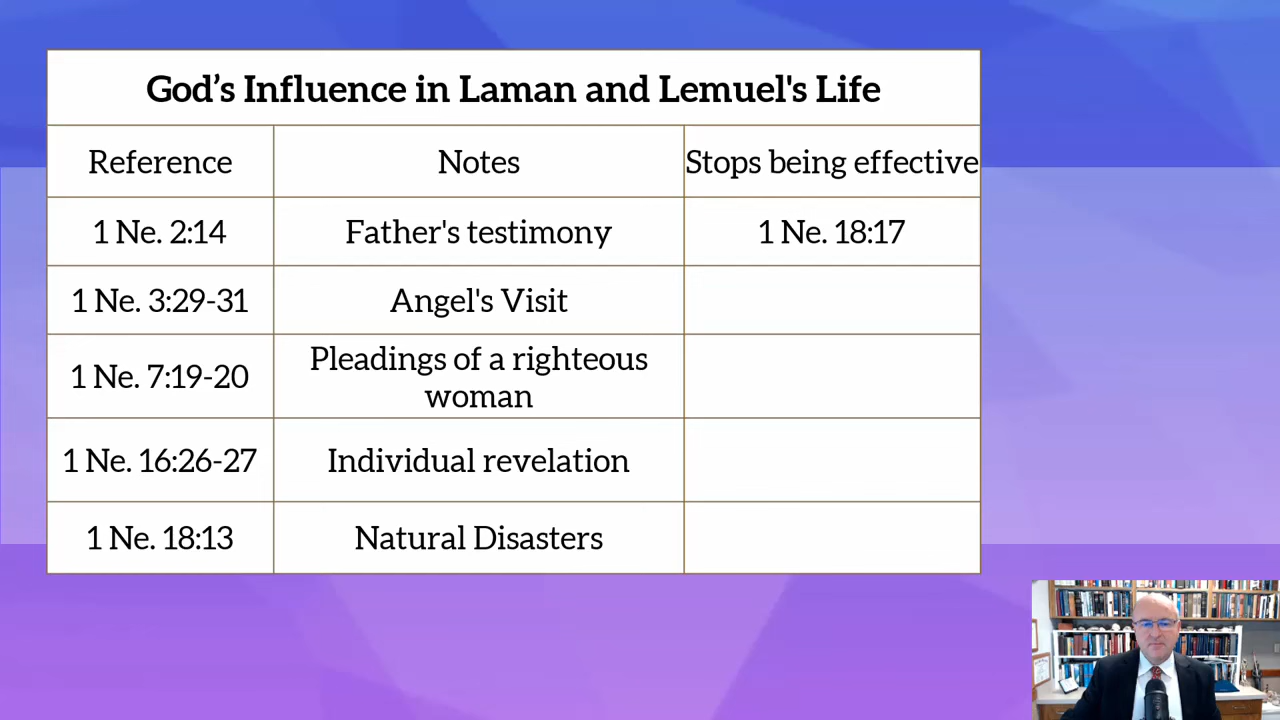 God’s Influence in Laman and Lemuel's Life
Reference Notes Stops being effective
1 Ne. 2:14 Father's testimony 1 Ne. 18:17
1 Ne. 3:29-31 Angel's Visit
1 Ne. 7:19-20 Pleadings of a righteous
woman
1 Ne. 16:26-27 Individual revelation
1 Ne. 18:13 Natural Disasters